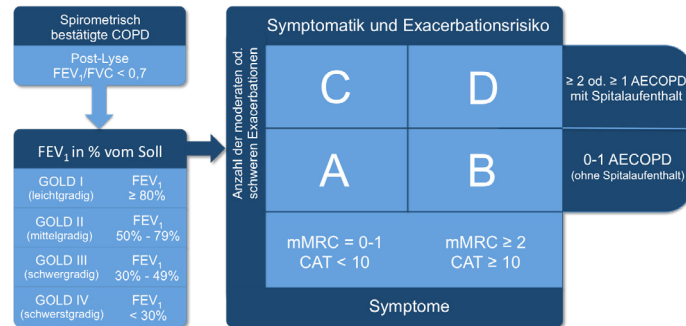 Spirometrisch
bestätigte COPD
Post-Lyse
FEV₁/FVC < 0,7
FEV₁ in % vom Soll
GOLD I FEV₁
(leichtgradig) ≥ 80%
GOLD II FEV₁
(mittelgradig) 50% - 79%
GOLD III FEV₁
(schwergradig) 30% - 49%
GOLD IV FEV₁
(schwerstgradig) < 30%
Symptomatik und Exacerbationsrisiko
Anzahl der moderaten od.
schweren Exacerbationen
C D
A B
mMRC = 0-1 mMRC ≥ 2
CAT < 10 CAT ≥ 10
Symptome
≥ 2 od. ≥ 1 AECOPD
mit Spitalaufenthalt
0-1 AECOPD
(ohne Spitalaufenthalt)